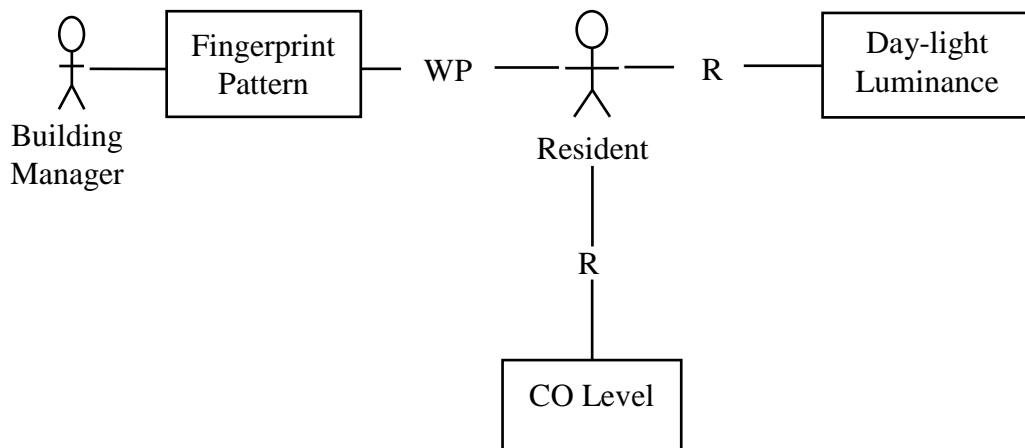 Fingerprint
Pattern
WP
R
Day-light
Luminance
Building
Manager
Resident
R
CO Level